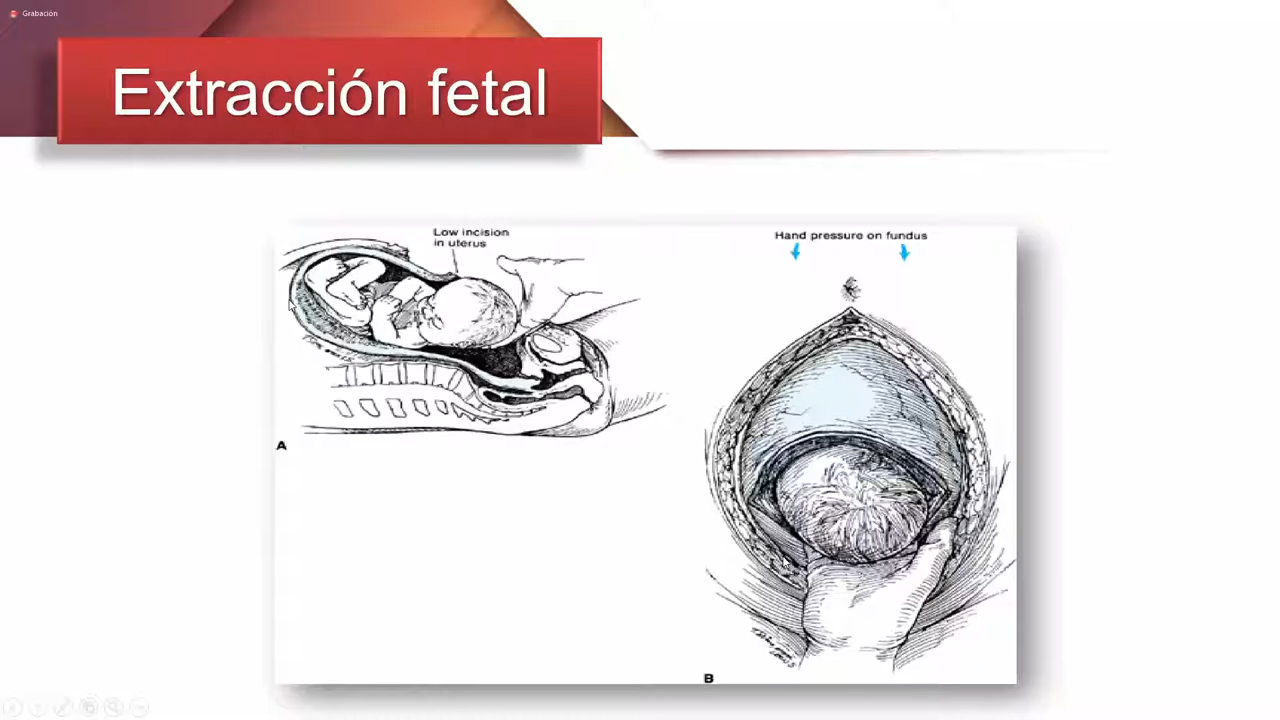 Grabación
Extracción fetal
Low incision
in uterus
Hand pressure on fundus
A
B